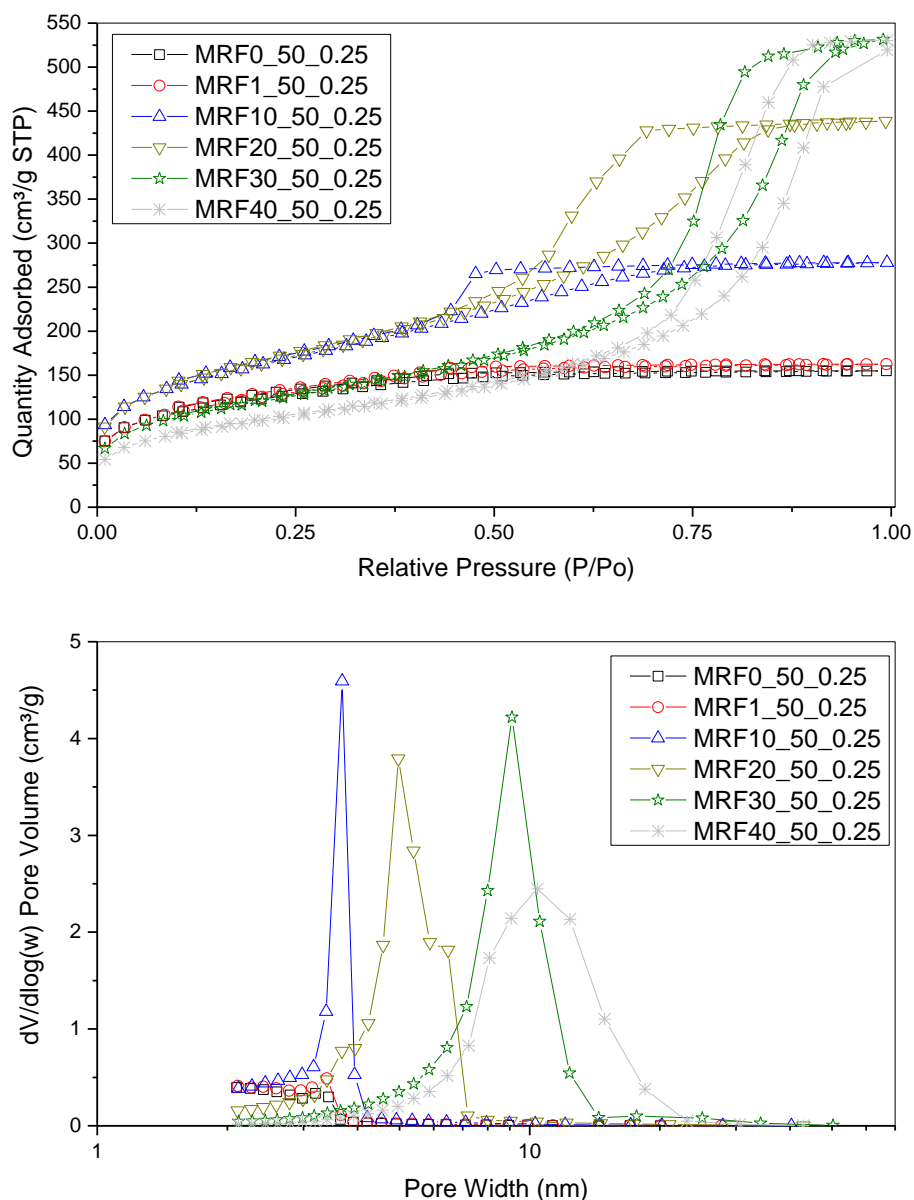 550
500
450
400
350
300
250
200
150
100
50
0
Quantity Adsorbed (cm³/g STP)
MRF0_50_0.25
MRF1_50_0.25
MRF10_50_0.25
MRF20_50_0.25
MRF30_50_0.25
MRF40_50_0.25
0.00 0.25 0.50 0.75 1.00
Relative Pressure (P/Po)
5
4
3
2
1
0
dV/dlog(w) Pore Volume (cm³/g)
MRF0_50_0.25
MRF1_50_0.25
MRF10_50_0.25
MRF20_50_0.25
MRF30_50_0.25
MRF40_50_0.25
1 10
Pore Width (nm)